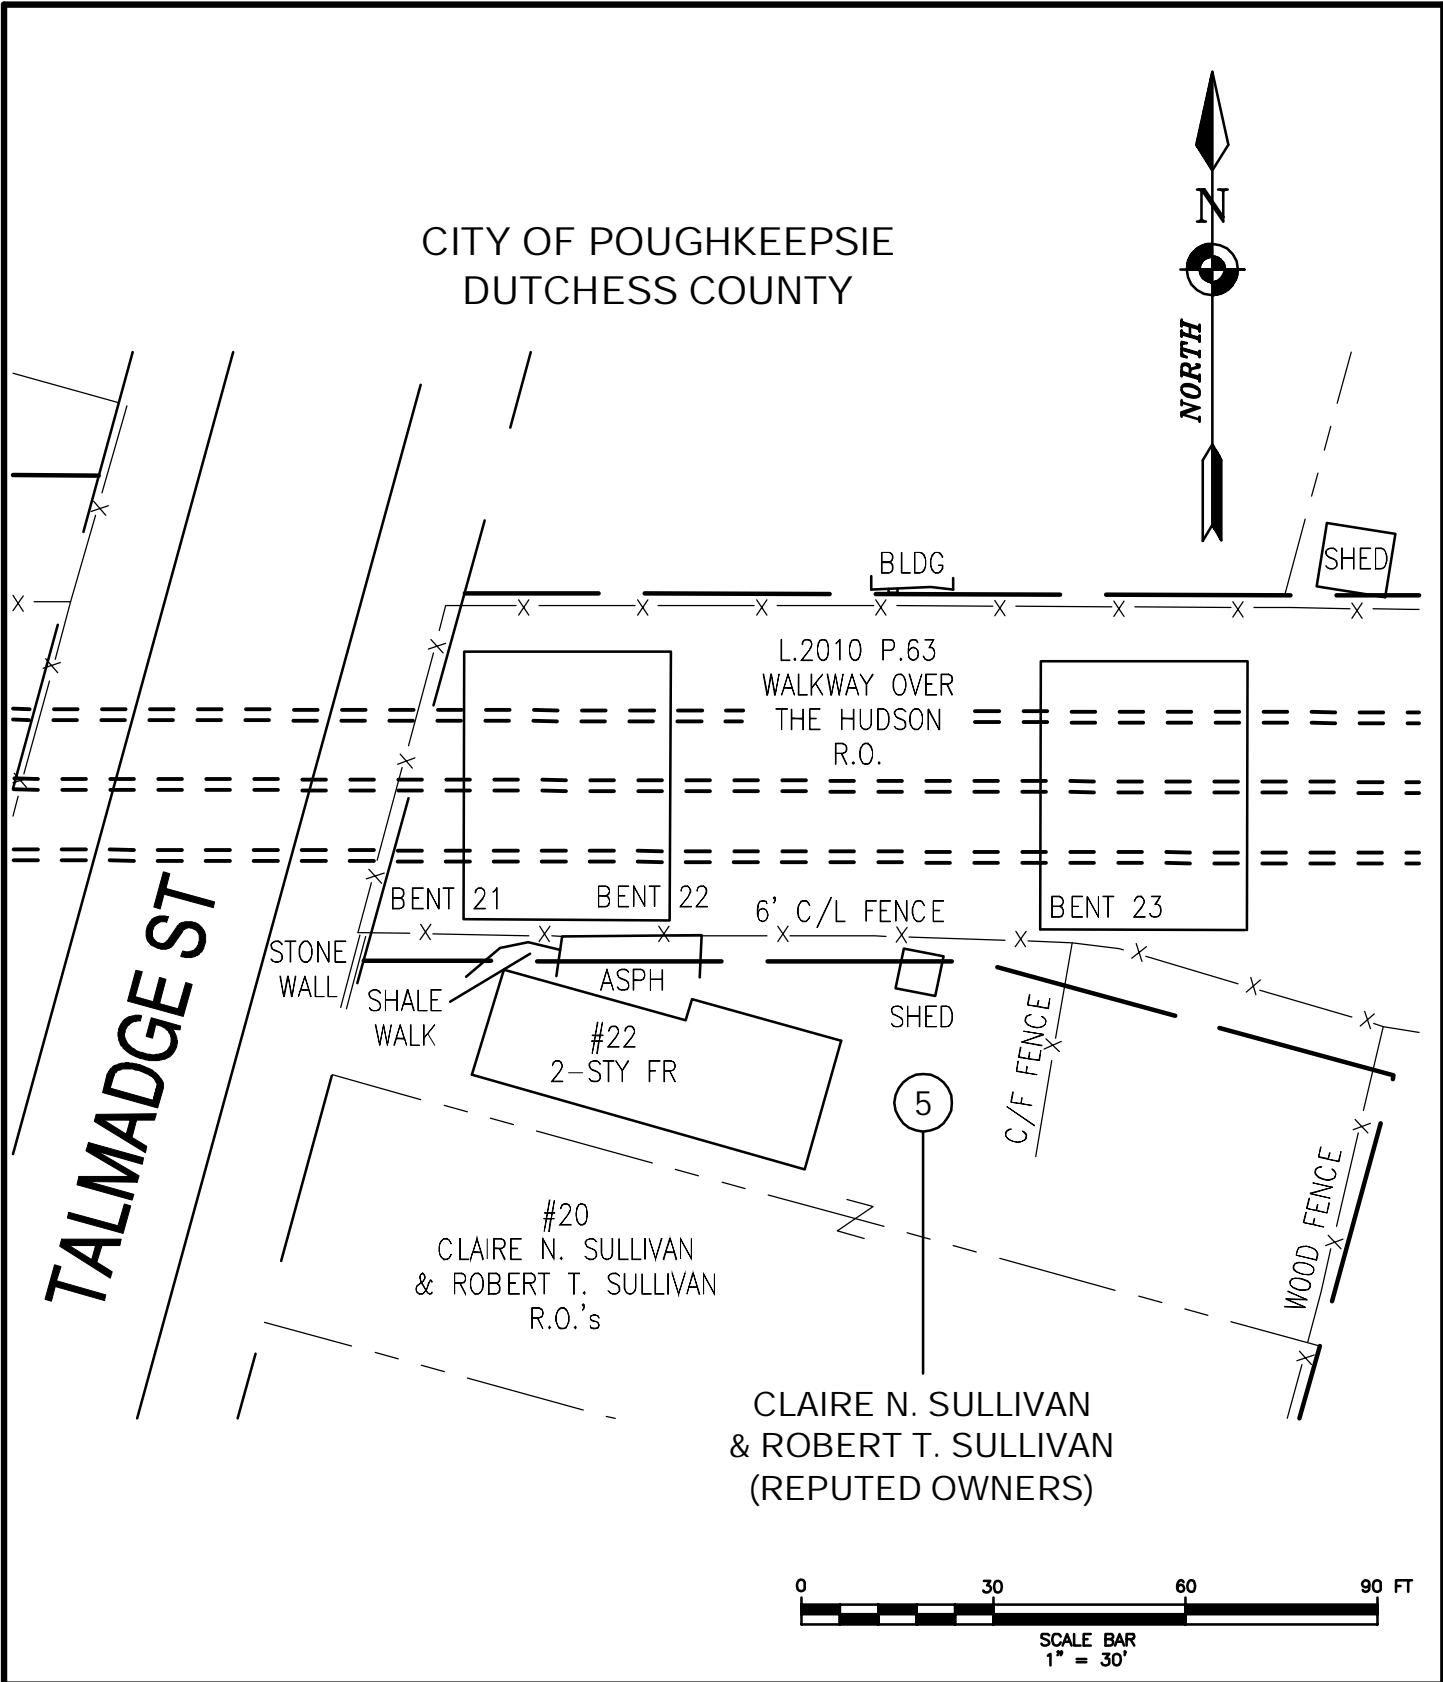 CITY OF POUGHKEEPSIE
DUTCHESS COUNTY
N
NORTH
SHED
BLDG
L.2010 P.63
WALKWAY OVER
THE HUDSON
R.O.
BENT 21
BENT 22
6' C/L FENCE
BENT 23
STONE
WALL
SHALE
WALK
ASPH
SHED
#22
2-STY FR
C/F FENCE
5
TALMADGE ST
WOOD FENCE
#20
CLAIRE N. SULLIVAN
& ROBERT T. SULLIVAN
R.O.'s
CLAIRE N. SULLIVAN
& ROBERT T. SULLIVAN
(REPUTED OWNERS)
0 30 60 90 FT
SCALE BAR
1" = 30'